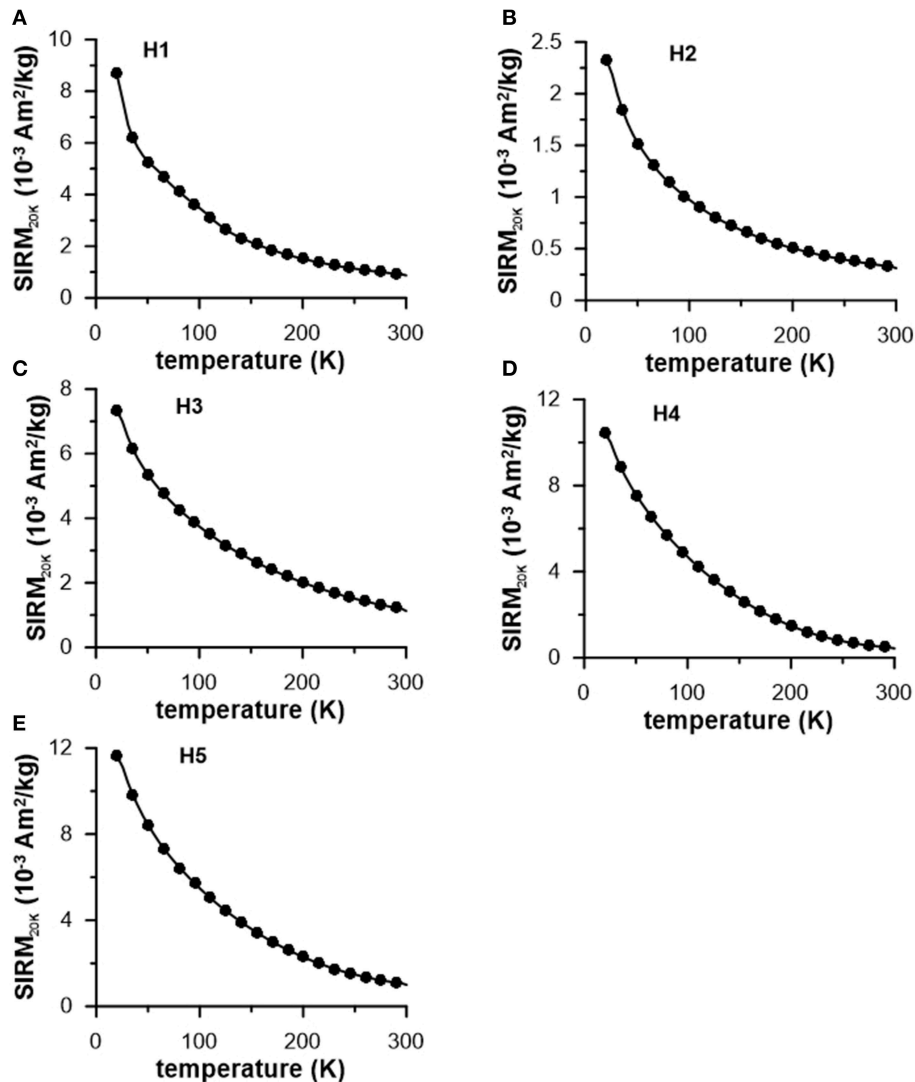 A
H1
10
8
6
4
2
0
SIRM20K (10-3 Am2/kg)
0 100 200 300
temperature (K)
B
H2
2.5
2
1.5
1
0.5
0
SIRM20K (10-3 Am2/kg)
0 100 200 300
temperature (K)
C
H3
8
6
4
2
0
SIRM20K (10-3 Am2/kg)
0 100 200 300
temperature (K)
D
H4
12
8
4
0
SIRM20K (10-3 Am2/kg)
0 100 200 300
temperature (K)
E
H5
12
8
4
0
SIRM20K (10-3 Am2/kg)
0 100 200 300
temperature (K)